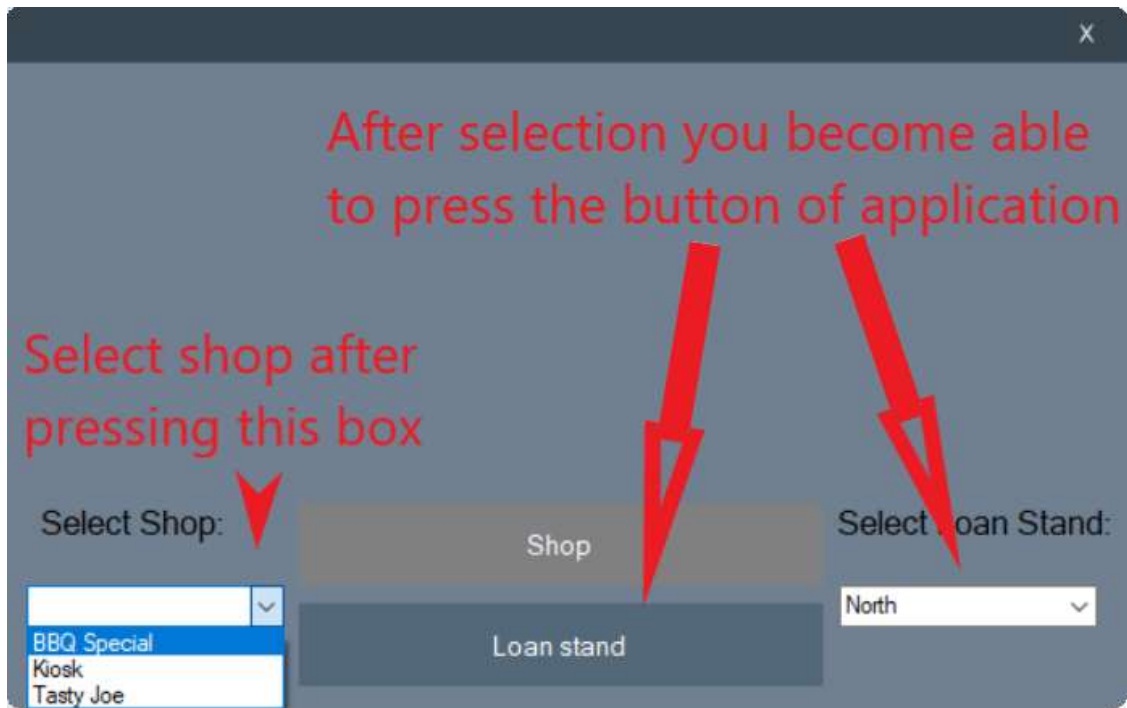 X
After selection you become able
to press the button of application
Select shop after
pressing this box
Select Shop:
Shop
Select Loan Stand:
North
BBQ Special
Kiosk
Tasty Joe
Loan stand